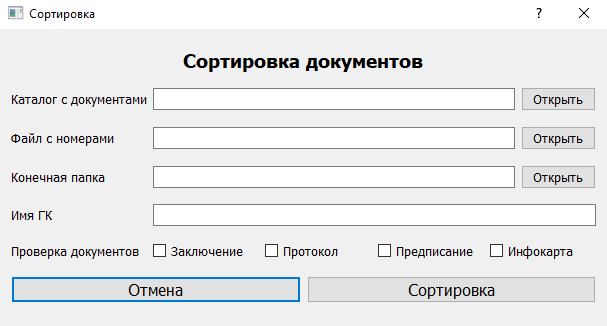 Сортировка ?
Сортировка документов
Каталог с документами Открыть
Файл с номерами Открыть
Конечная папка Открыть
Имя ГК
Проверка документов Заключение Протокол Предписание Инфокарта
Отмена Сортировка